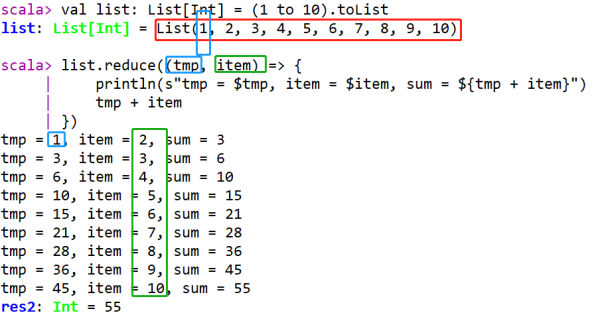 scala> val list: List[Int] = (1 to 10).toList
list: List[Int] = List(1, 2, 3, 4, 5, 6, 7, 8, 9, 10)
scala> list.reduce((tmp, item) => {
| println(s"tmp = $tmp, item = $item, sum = ${tmp + item}")
| tmp + item
| })
tmp = 1, item = 2, sum = 3
tmp = 3, item = 3, sum = 6
tmp = 6, item = 4, sum = 10
tmp = 10, item = 5, sum = 15
tmp = 15, item = 6, sum = 21
tmp = 21, item = 7, sum = 28
tmp = 28, item = 8, sum = 36
tmp = 36, item = 9, sum = 45
tmp = 45, item = 10, sum = 55
res2: Int = 55